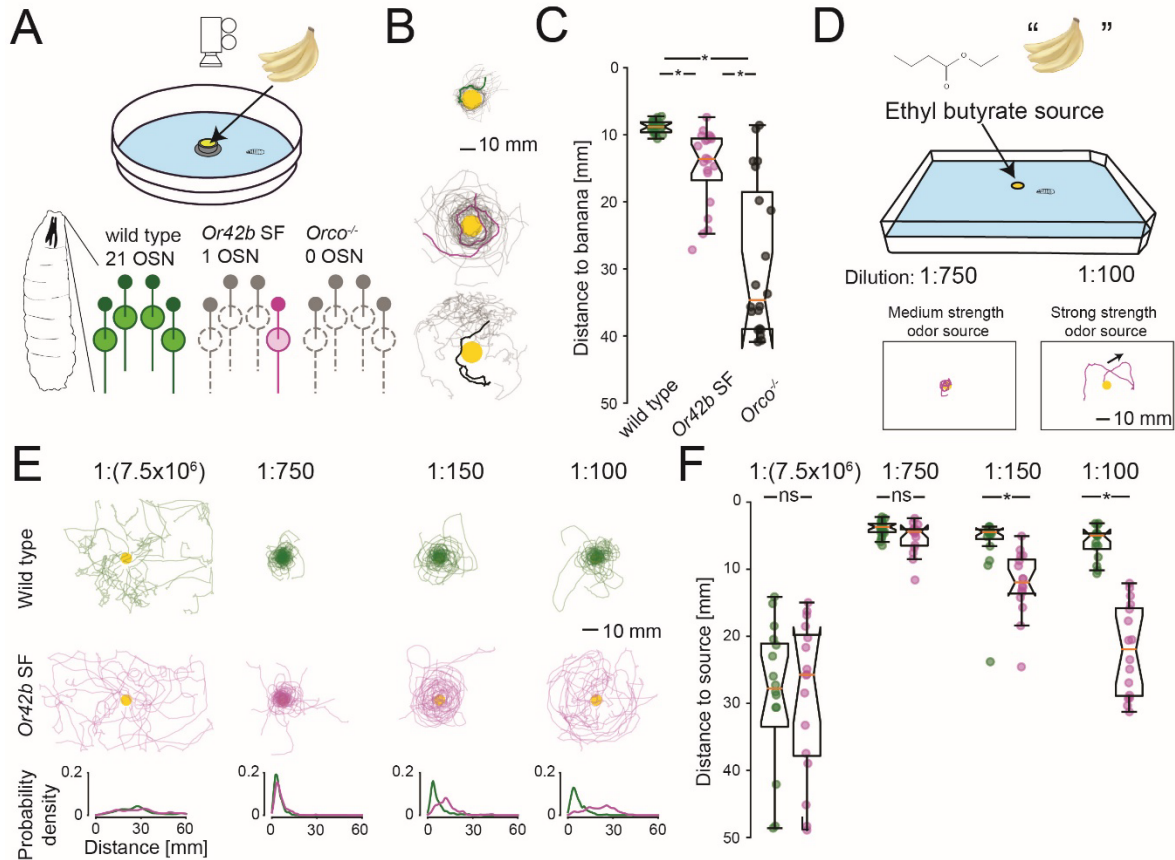 A
wild type
21 OSN
Or42b SF
1 OSN
Orco-/-
0 OSN
B
10 mm
C
*
* *
Distance to banana [mm]
0
10
20
30
40
50
wild type
Or42b SF
Orco-/-
D
“ ”
O
O
Ethyl butyrate source
Dilution: 1:750 1:100
Medium strength
odor source
Strong strength
odor source
10 mm
E
1:(7.5x10⁶) 1:750 1:150 1:100
Wild type
10 mm
Or42b SF
Probability
density
0.2
0
0 30 60
Distance [mm]
0.2
0
0 30 60
0.2
0
0 30 60
0.2
0
0 30 60
F
1:(7.5x10⁶) 1:750 1:150 1:100
ns ns * *
Distance to source [mm]
0
10
20
30
40
50